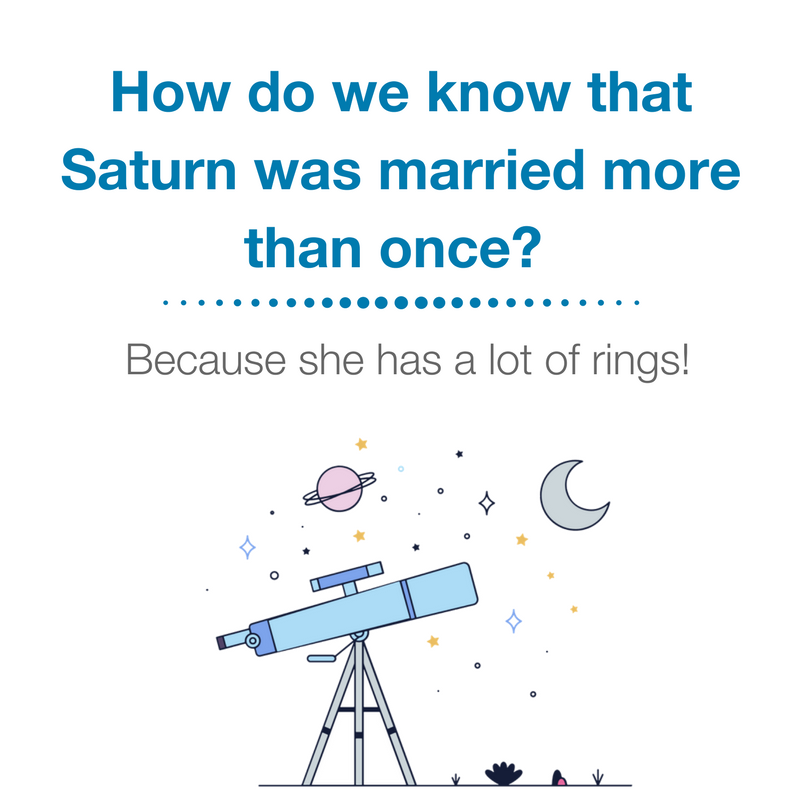 How do we know that
Saturn was married more
than once?
Because she has a lot of rings!